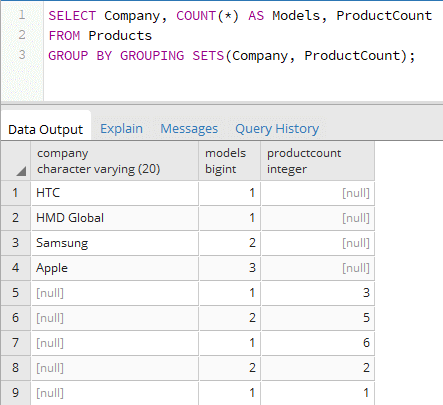 1 SELECT Company, COUNT(*) AS Models, ProductCount
2 FROM Products
3 GROUP BY GROUPING SETS(Company, ProductCount);
Data Output Explain Messages Query History
company models productcount
character varying (20) bigint integer
1 HTC 1 [null]
2 HMD Global 1 [null]
3 Samsung 2 [null]
4 Apple 3 [null]
5 [null] 1 3
6 [null] 2 5
7 [null] 1 6
8 [null] 2 2
9 [null] 1 1